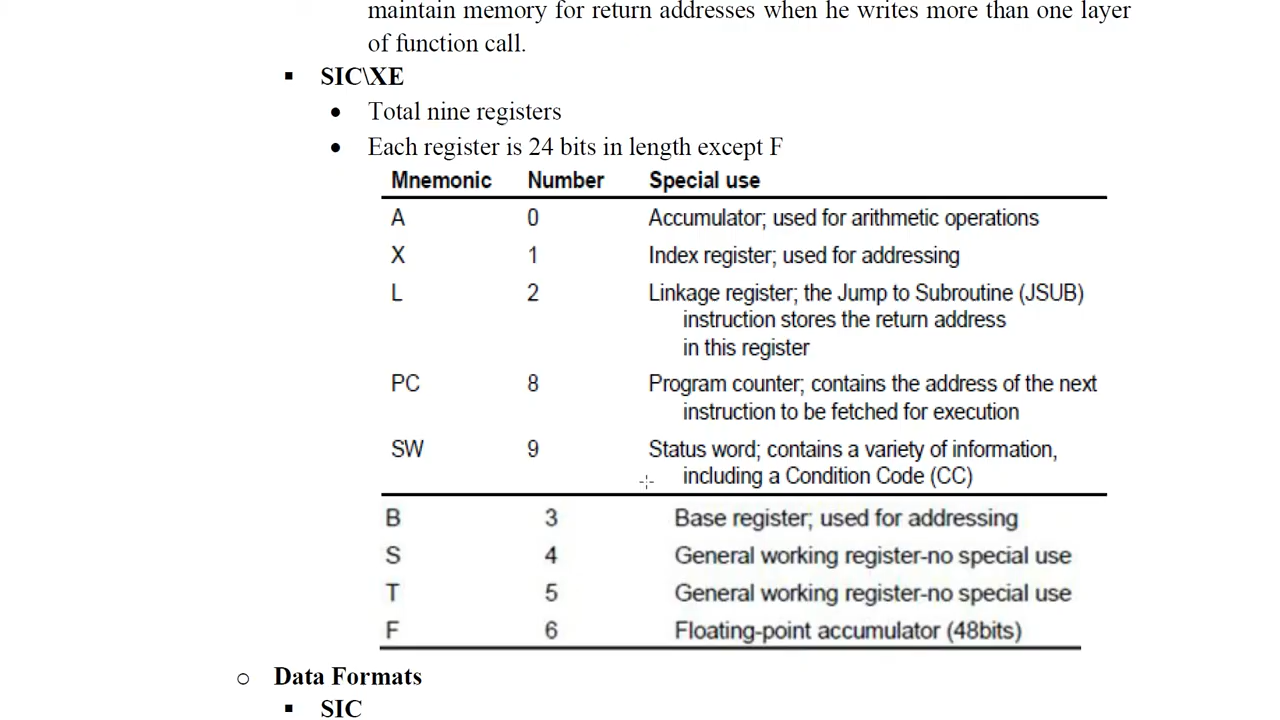 maintain memory for return addresses when he writes more than one layer
of function call.
▪ SIC\XE
• Total nine registers
• Each register is 24 bits in length except F
Mnemonic Number Special use
A 0 Accumulator; used for arithmetic operations
X 1 Index register; used for addressing
L 2 Linkage register; the Jump to Subroutine (JSUB)
instruction stores the return address
in this register
PC 8 Program counter; contains the address of the next
instruction to be fetched for execution
SW 9 Status word; contains a variety of information,
including a Condition Code (CC)
B 3 Base register; used for addressing
S 4 General working register-no special use
T 5 General working register-no special use
F 6 Floating-point accumulator (48bits)
o Data Formats
▪ SIC